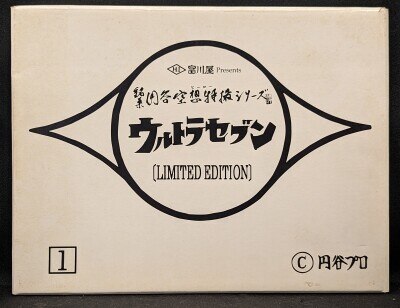 富川屋 Presents
円谷空想特撮シリーズ
ウルトラセブン
[LIMITED EDITION]
1
© 円谷プロ